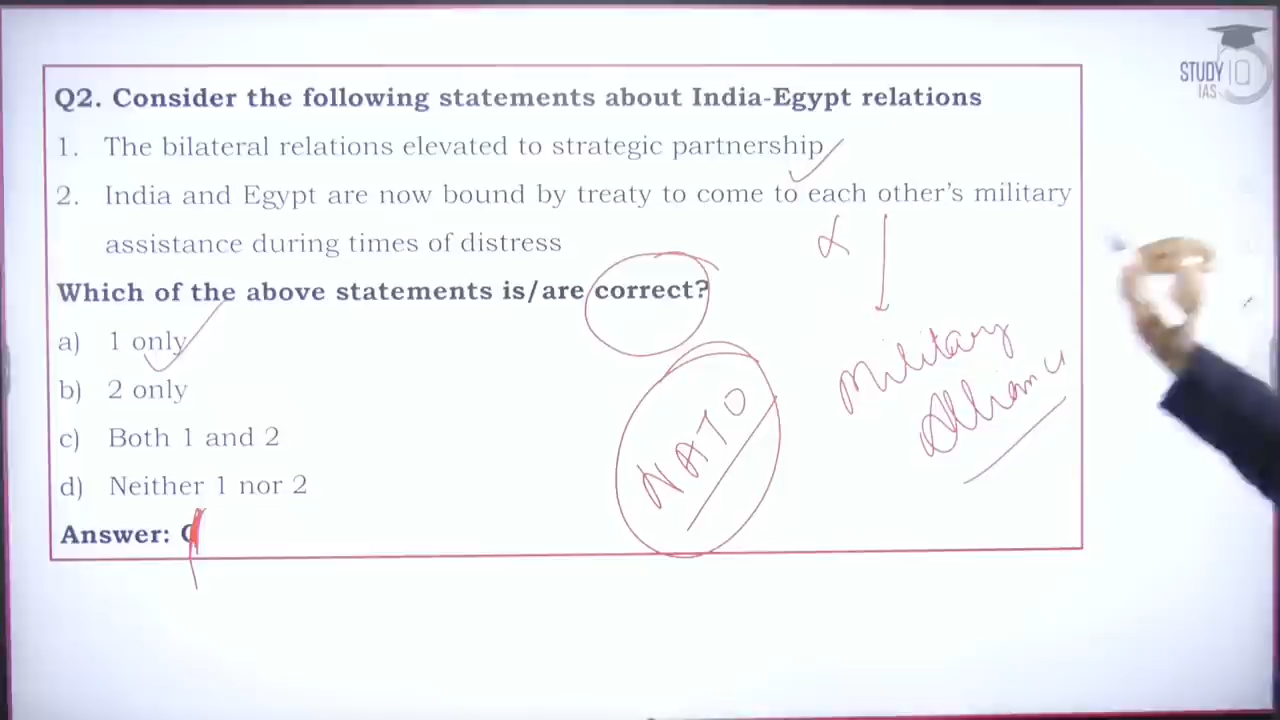 STUDY IQ
IAS
Q2. Consider the following statements about India-Egypt relations
1. The bilateral relations elevated to strategic partnership
2. India and Egypt are now bound by treaty to come to each other's military
assistance during times of distress
Which of the above statements is/are correct?
a) 1 only
b) 2 only
c) Both 1 and 2
d) Neither 1 nor 2
Answer:
NATO
Military
Alliance